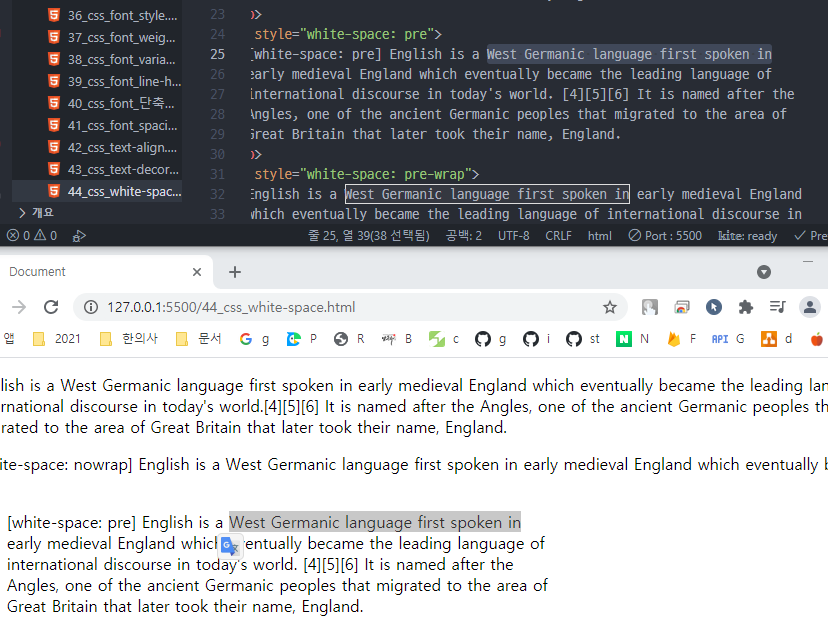 36_css_font_style....
37_css_font_weig...
38_css_font_varia...
39_css_font_line-h...
40_css_font_단축...
41_css_font_spaci...
42_css_text-align....
43_css_text-decor...
44_css_white-spac...
개요
23 >
24 style="white-space: pre">
25 [white-space: pre] English is a West Germanic language first spoken in
26 early medieval England which eventually became the leading language of
27 international discourse in today's world. [4][5][6] It is named after the
28 Angles, one of the ancient Germanic peoples that migrated to the area of
29 Great Britain that later took their name, England.
30 >
31 style="white-space: pre-wrap">
32 English is a West Germanic language first spoken in early medieval England
33 which eventually became the leading language of international discourse in
0 0 줄 25, 열 39(38 선택됨) 공백: 2 UTF-8 CRLF html Port : 5500 kite: ready Pre
Document
127.0.0.1:5500/44_css_white-space.html
앱 2021 한의사 문서 g P R B c g i st N F API G d
lish is a West Germanic language first spoken in early medieval England which eventually became the leading lan
rnational discourse in today's world.[4][5][6] It is named after the Angles, one of the ancient Germanic peoples th
rated to the area of Great Britain that later took their name, England.
ite-space: nowrap] English is a West Germanic language first spoken in early medieval England which eventually b
[white-space: pre] English is a West Germanic language first spoken in
early medieval England which eventually became the leading language of
international discourse in today's world. [4][5][6] It is named after the
Angles, one of the ancient Germanic peoples that migrated to the area of
Great Britain that later took their name, England.